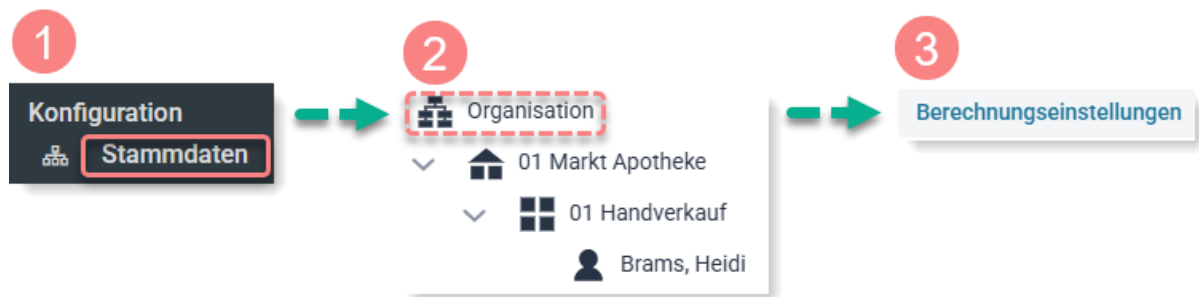 1
Konfiguration
Stammdaten
2
Organisation
01 Markt Apotheke
01 Handverkauf
Brams, Heidi
3
Berechnungseinstellungen